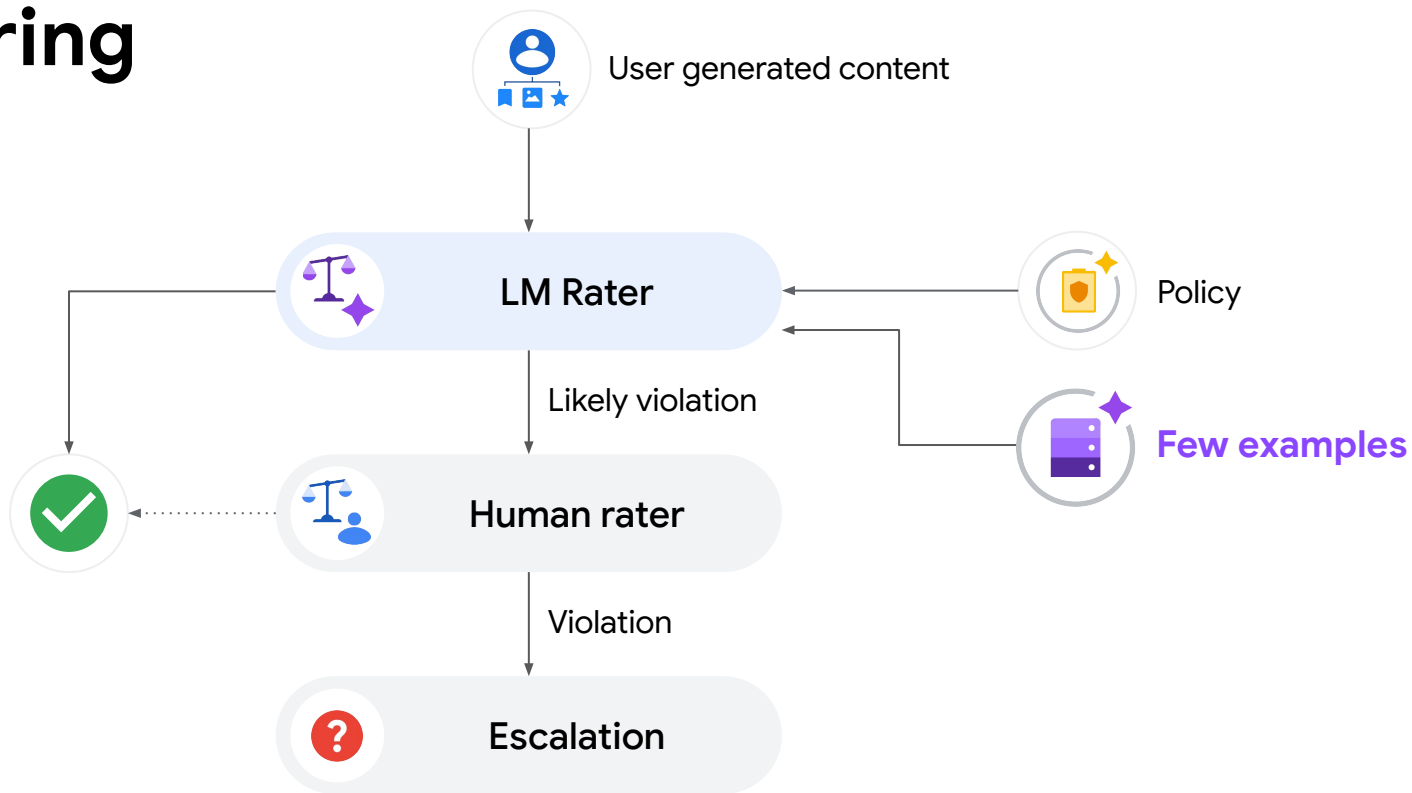 ring
User generated content
LM Rater
Policy
Likely violation
Few examples
Human rater
Violation
?
Escalation